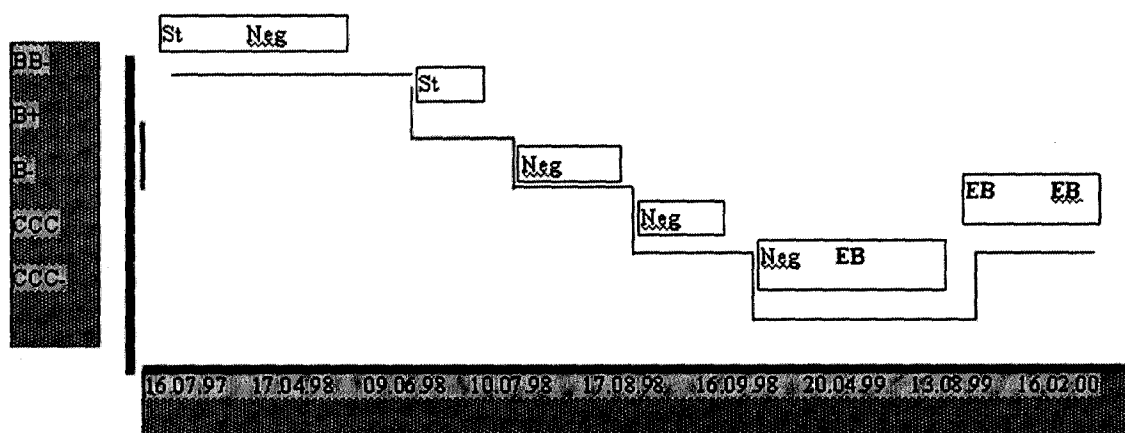 St Neg
BB-
St
B+
Neg
B-
EB EB
Neg
CCC
Neg EB
CCC-
16.07.97 17.04.98 09.06.98 10.07.98 17.08.98 16.09.98 20.04.99 13.08.99 16.02.00